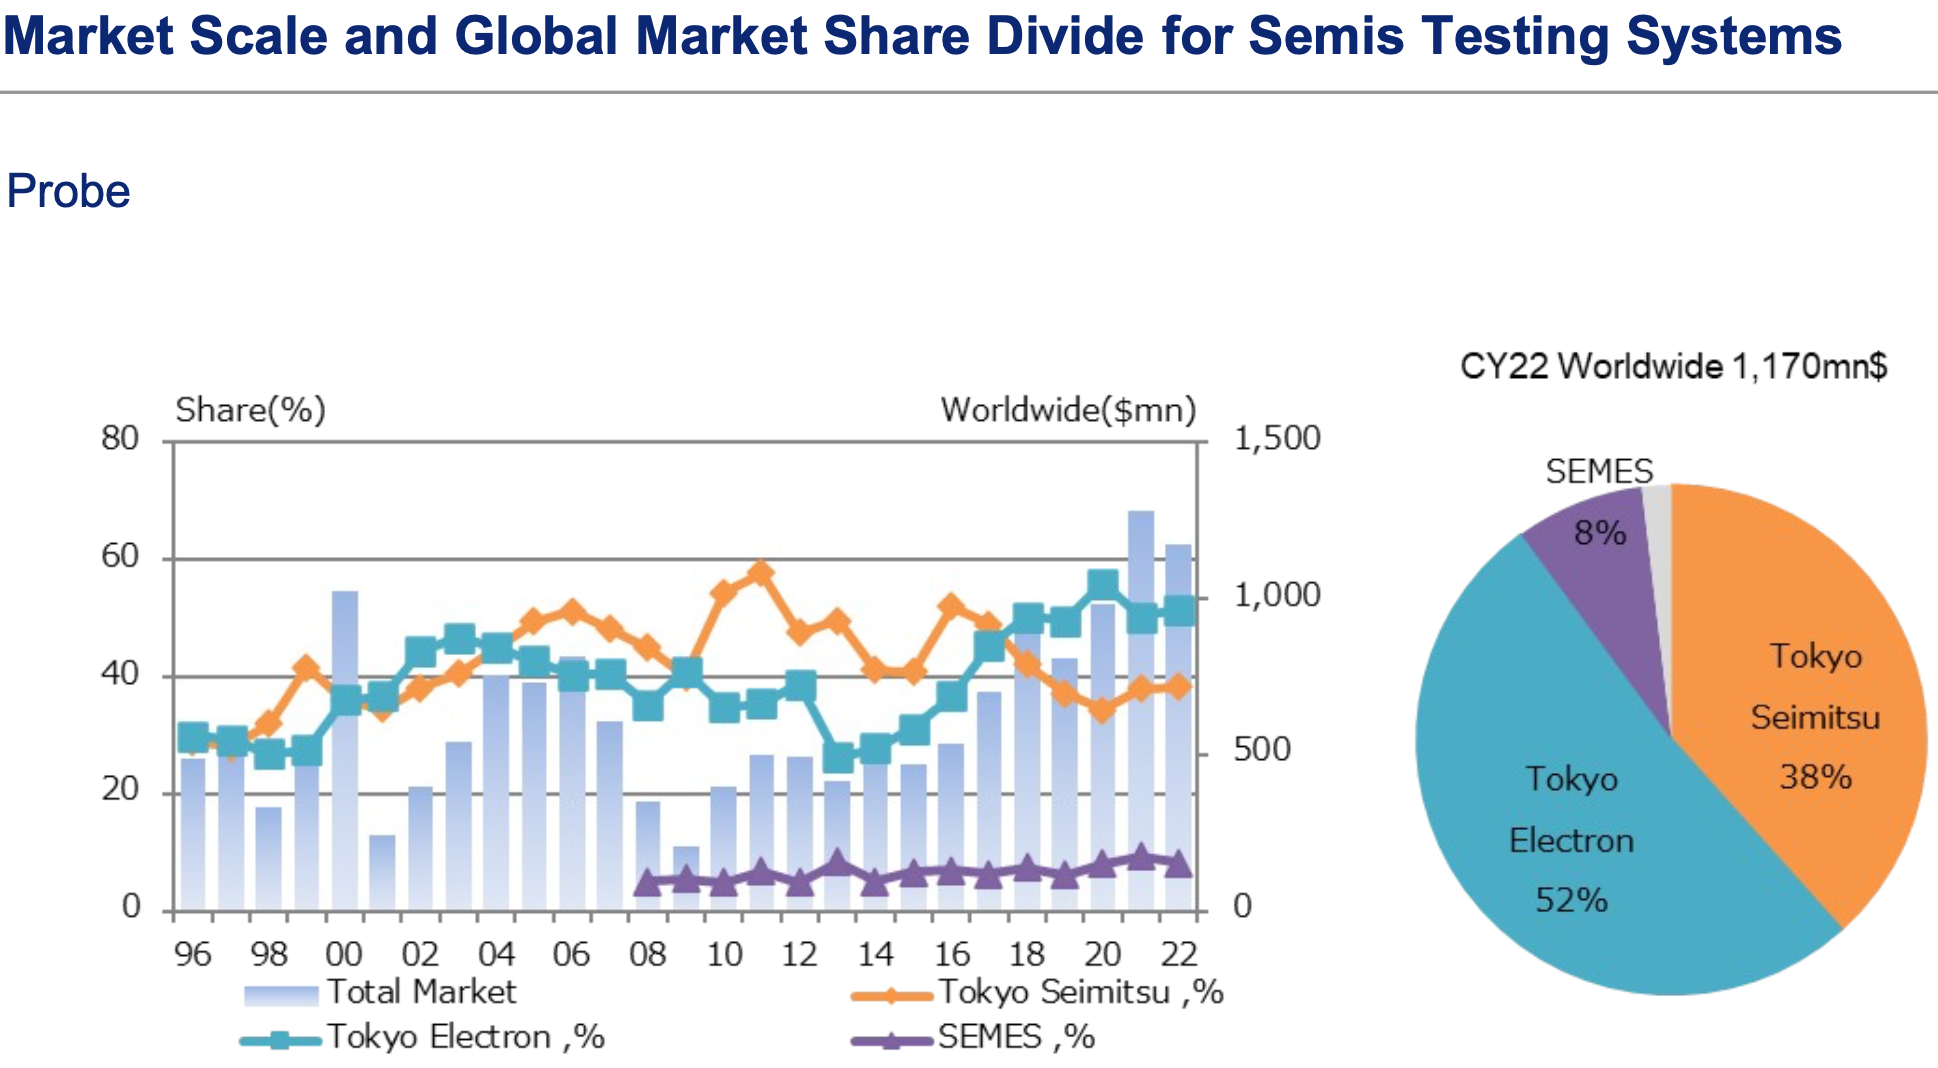 Market Scale and Global Market Share Divide for Semis Testing Systems
Probe
CY22 Worldwide 1,170mn$
Share(%)
Worldwide($mn)
80
60
40
20
0
1,500
1,000
500
0
96 98 00 02 04 06 08 10 12 14 16 18 20 22
Total Market
Tokyo Seimitsu ,%
Tokyo Electron ,%
SEMES ,%
SEMES
8%
Tokyo
Seimitsu
38%
Tokyo
Electron
52%